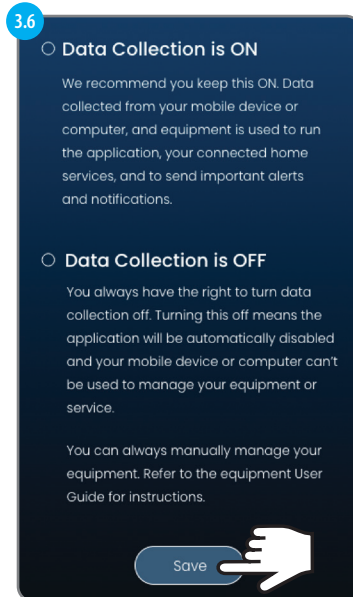 3.6
Data Collection is ON
We recommend you keep this ON. Data
collected from your mobile device or
computer, and equipment is used to run
the application, your connected home
services, and to send important alerts
and notifications.
Data Collection is OFF
You always have the right to turn data
collection off. Turning this off means the
application will be automatically disabled
and your mobile device or computer can't
be used to manage your equipment or
service.
You can always manually manage your
equipment. Refer to the equipment User
Guide for instructions.
Save